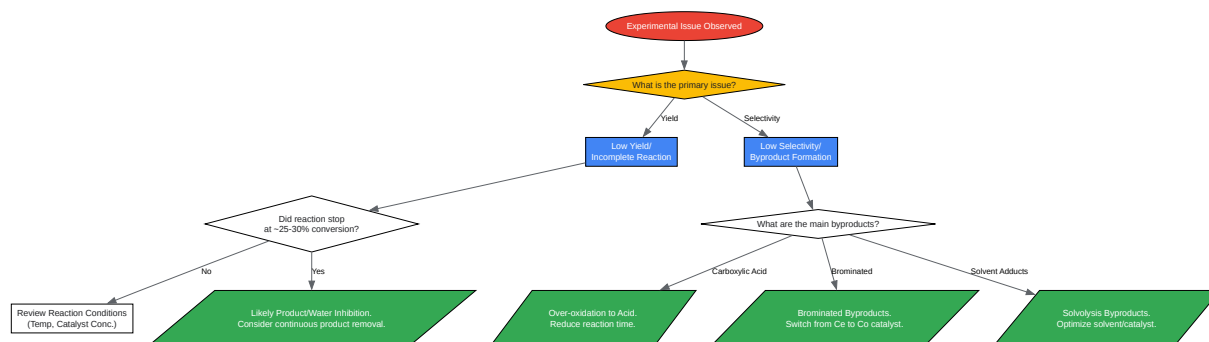 Experimental Issue Observed
What is the primary issue?
Yield
Selectivity
Low Yield/
Incomplete Reaction
Low Selectivity/
Byproduct Formation
Did reaction stop
at ~25-30% conversion?
What are the main byproducts?
No
Yes
Carboxylic Acid
Brominated
Solvent Adducts
Review Reaction Conditions
(Temp, Catalyst Conc.)
Likely Product/Water Inhibition.
Consider continuous product removal.
Over-oxidation to Acid.
Reduce reaction time.
Brominated Byproducts.
Switch from Ce to Co catalyst.
Solvolysis Byproducts.
Optimize solvent/catalyst.